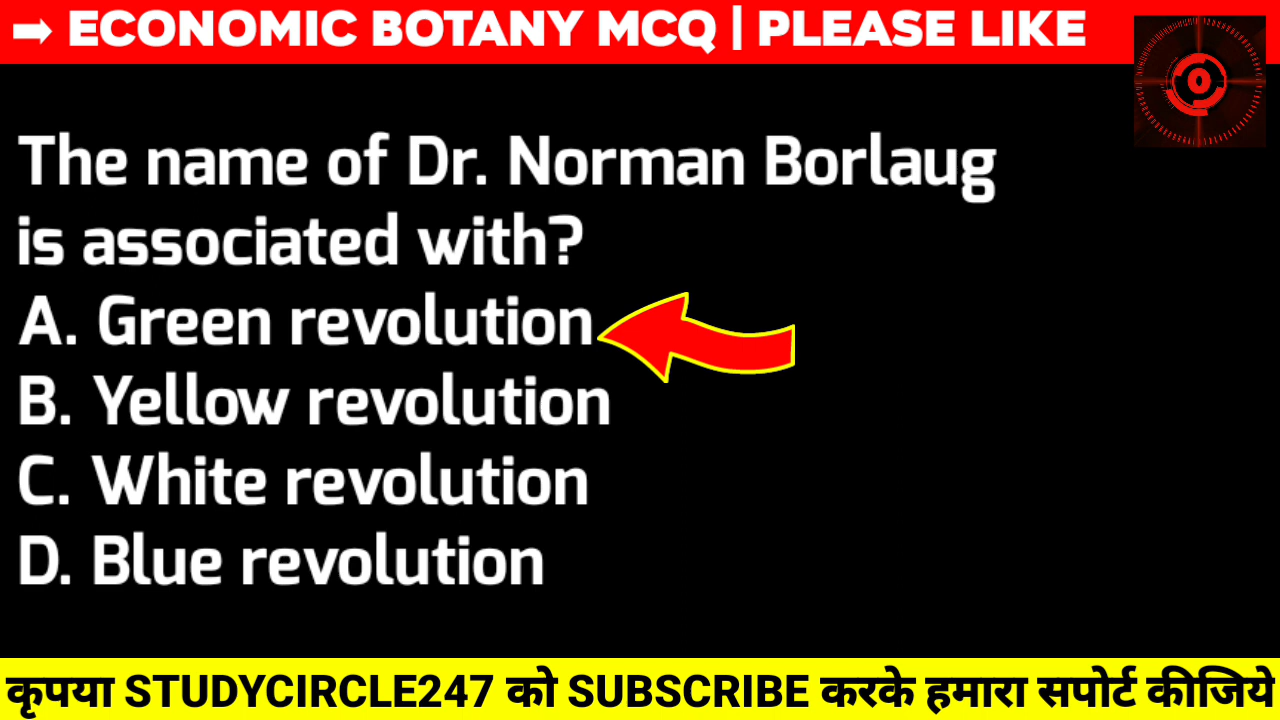 ➡ ECONOMIC BOTANY MCQ | PLEASE LIKE
The name of Dr. Norman Borlaug
is associated with?
A. Green revolution
B. Yellow revolution
C. White revolution
D. Blue revolution
कृपया STUDYCIRCLE247 को SUBSCRIBE करके हमारा सपोर्ट कीजिये